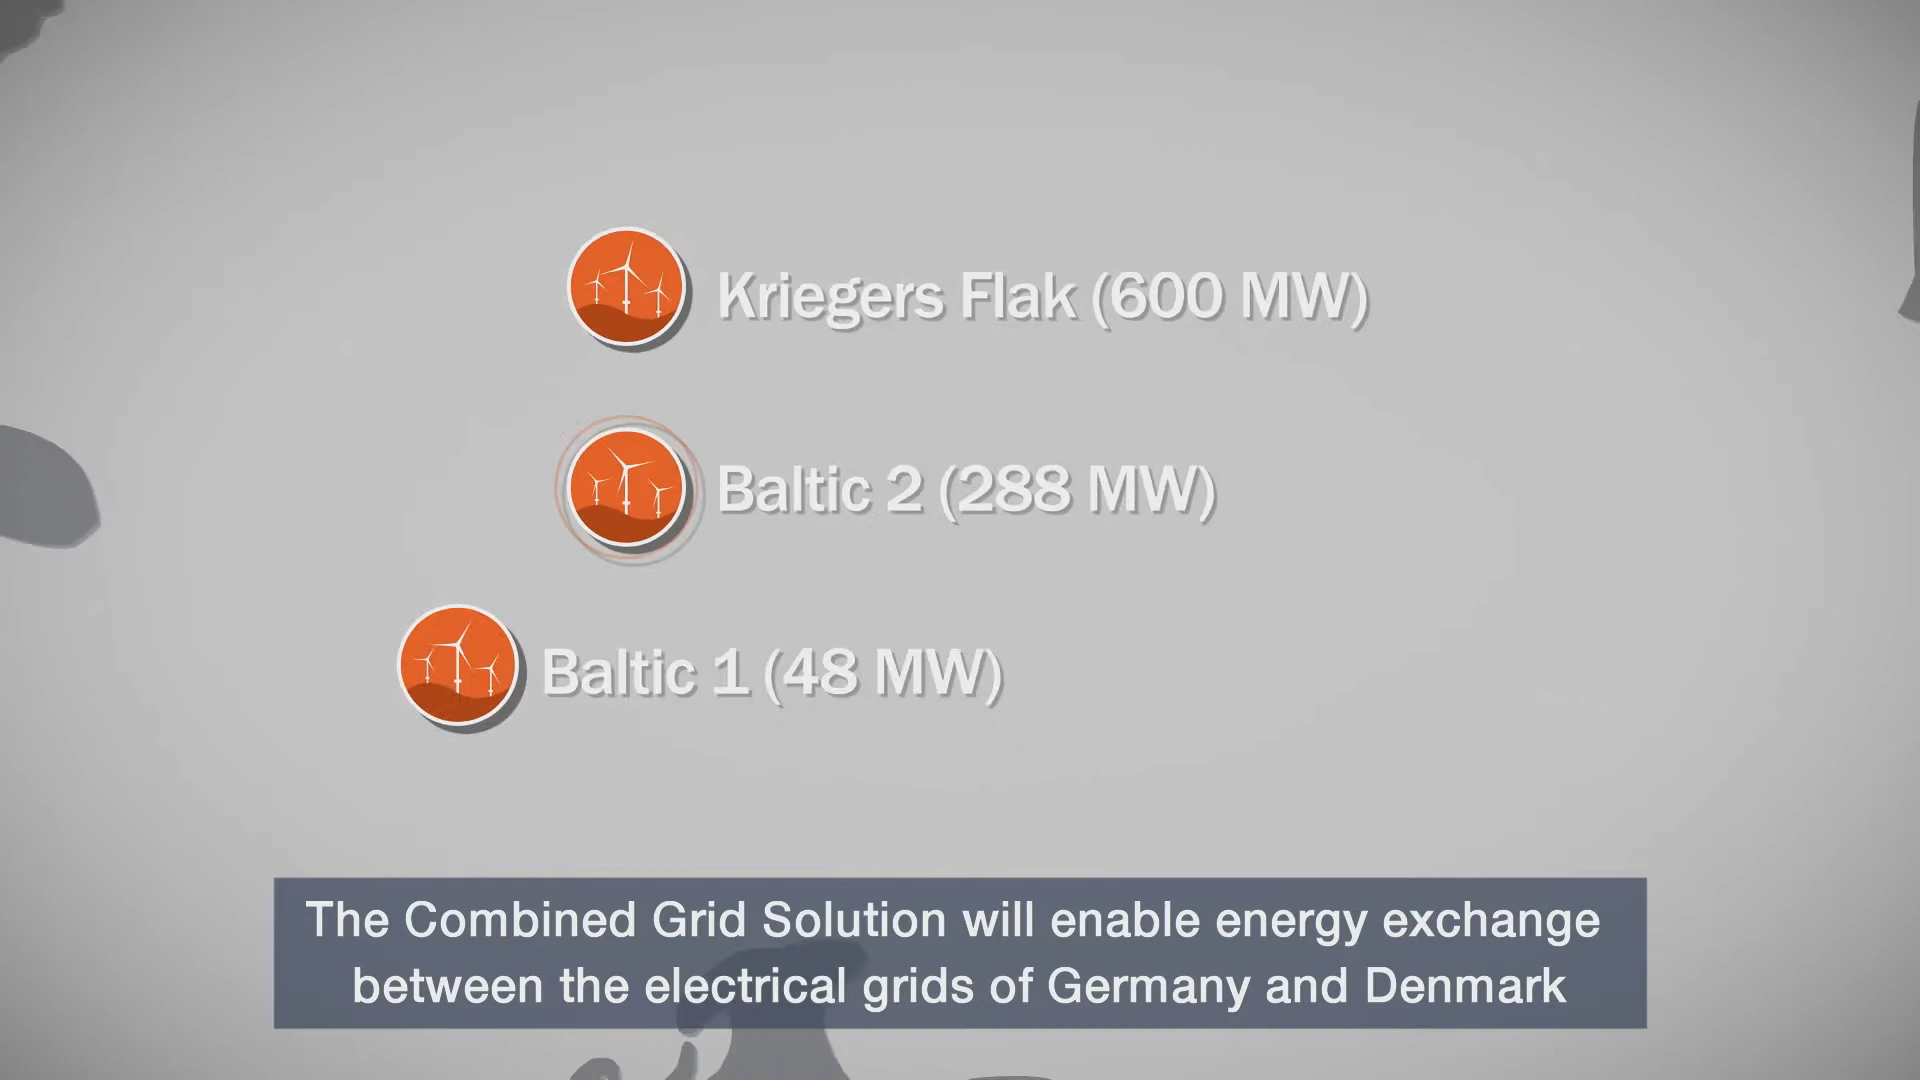 Kriegers Flak (600 MW)
Baltic 2 (288 MW)
Baltic 1 (48 MW)
The Combined Grid Solution will enable energy exchange
between the electrical grids of Germany and Denmark